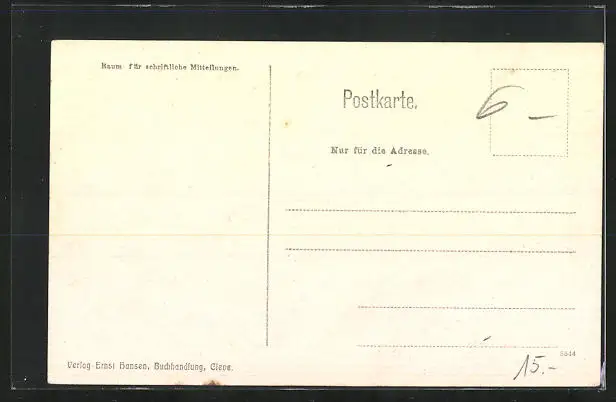 Raum für schriftliche Mitteilungen.
Postkarte.
6 –
Nur für die Adresse.
5844
Verlag Ernst Hansen, Buchhandlung, Cleve.
15.-